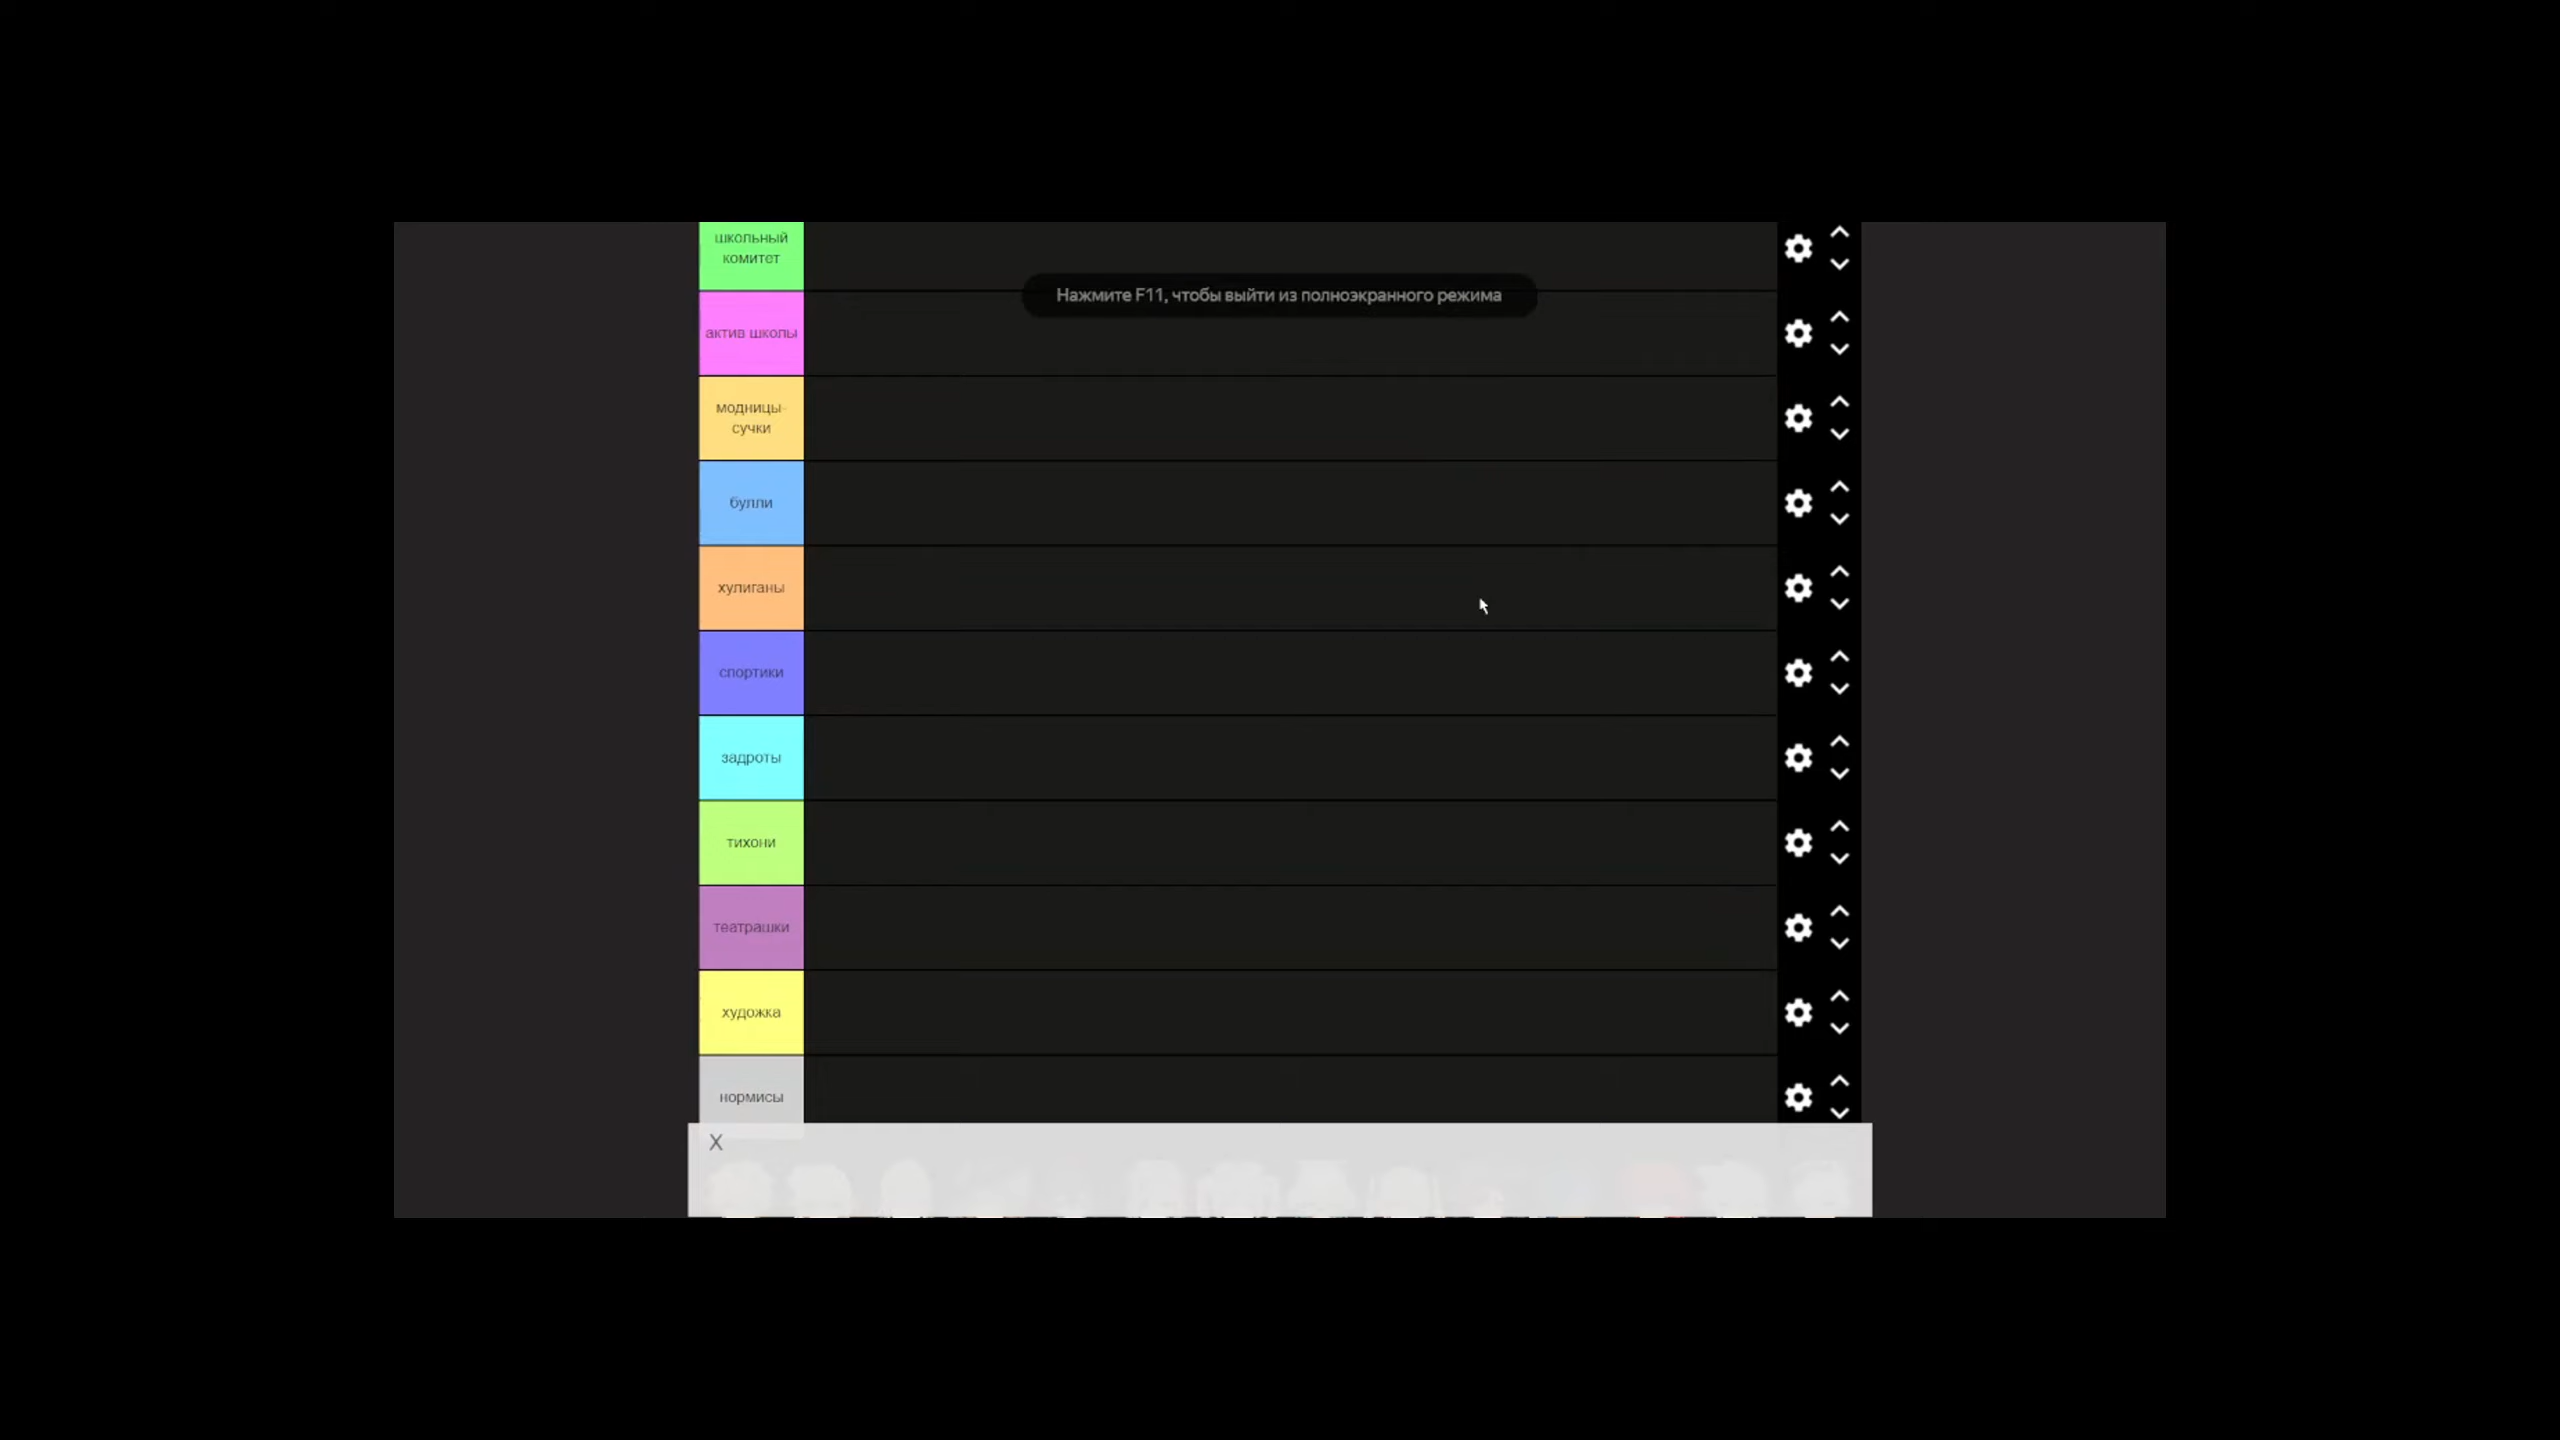 школьный
комитет
Нажмите F11, чтобы выйти из полноэкранного режима
актив школы
модницы-
сучки
булли
хулиганы
спортики
задроты
тихони
театрашки
художка
нормисы
X